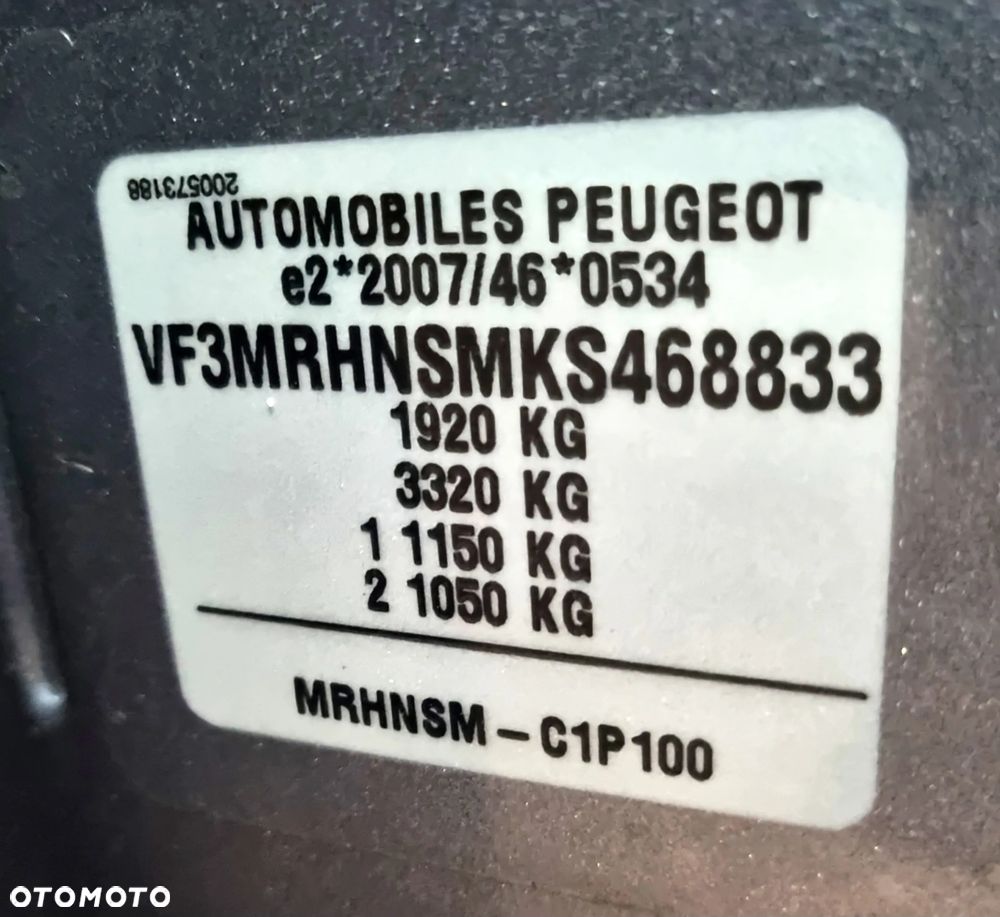 200573188
AUTOMOBILES PEUGEOT
e2*2007/46*0534
VF3MRHNSMKS468833
1920 KG
3320 KG
1 1150 KG
2 1050 KG
MRHNSM – C1P100
OTOMOTO